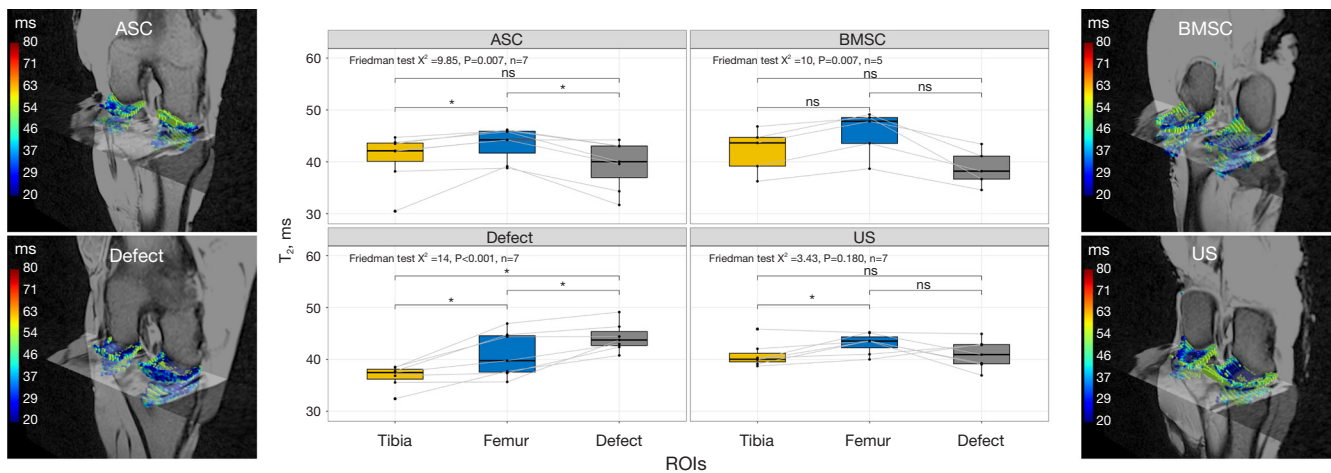 ms
ASC
80
71
63
54
46
37
29
20
ms
Defect
80
71
63
54
46
37
29
20
ASC
Friedman test X² =9.85, P=0.007, n=7
ns
*
*
BMSC
Friedman test X² =10, P=0.007, n=5
ns
ns
ns
60
50
40
30
T₂, ms
Defect
Friedman test X² =14, P<0.001, n=7
*
*
*
US
Friedman test X² =3.43, P=0.180, n=7
ns
*
ns
60
50
40
30
Tibia Femur Defect
Tibia Femur Defect
ROIs
ms
BMSC
80
71
63
54
46
37
29
20
ms
US
80
71
63
54
46
37
29
20